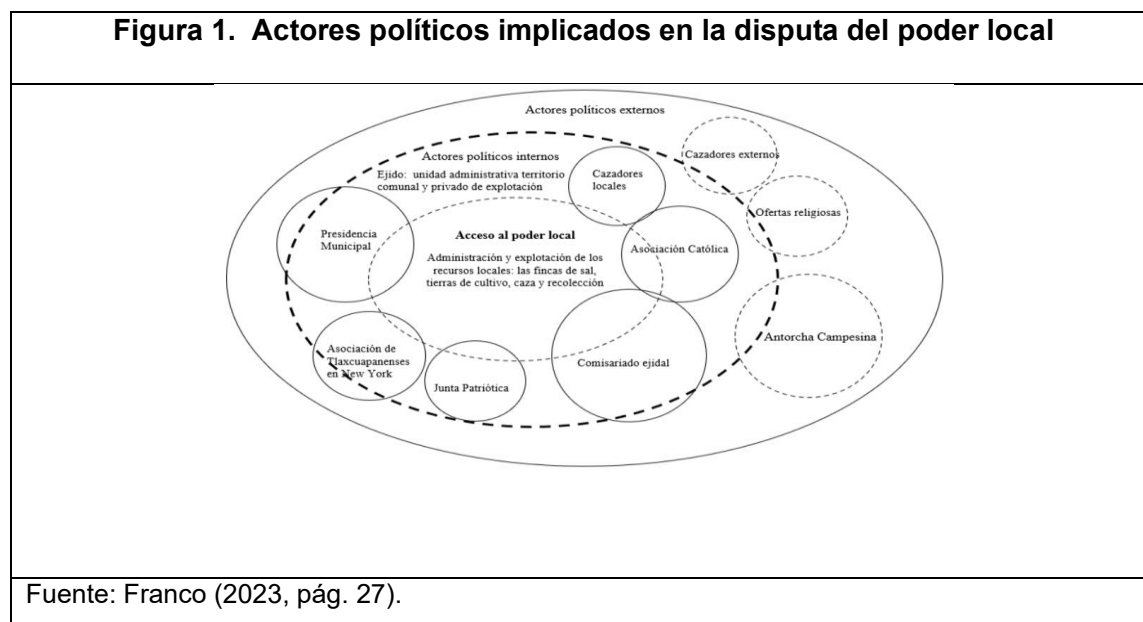 Figura 1. Actores políticos implicados en la disputa del poder local
Actores políticos externos
Actores políticos internos
Ejido: unidad administrativa territorio
comunal y privado de explotación
Cazadores
locales
Cazadores externos
Ofertas religiosas
Presidencia
Municipal
Acceso al poder local
Administración y explotación de los
recursos locales: las fincas de sal,
tierras de cultivo, caza y recolección
Asociación Católica
Antorcha Campesina
Asociación de
Tlaxcuapanenses
en New York
Junta Patriótica
Comisariado ejidal
Fuente: Franco (2023, pág. 27).